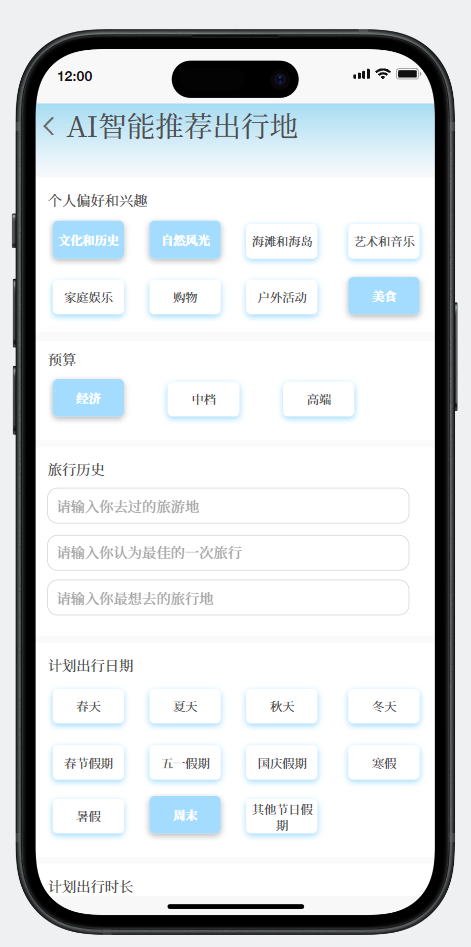 12:00
AI智能推荐出行地
个人偏好和兴趣
文化和历史 自然风光 海滩和海岛 艺术和音乐
家庭娱乐 购物 户外活动 美食
预算
经济 中档 高端
旅行历史
请输入你去过的旅游地
请输入你认为最佳的一次旅行
请输入你最想去的旅行地
计划出行日期
春天 夏天 秋天 冬天
春节假期 五一假期 国庆假期 寒假
暑假 周末 其他节日假
期
计划出行时长